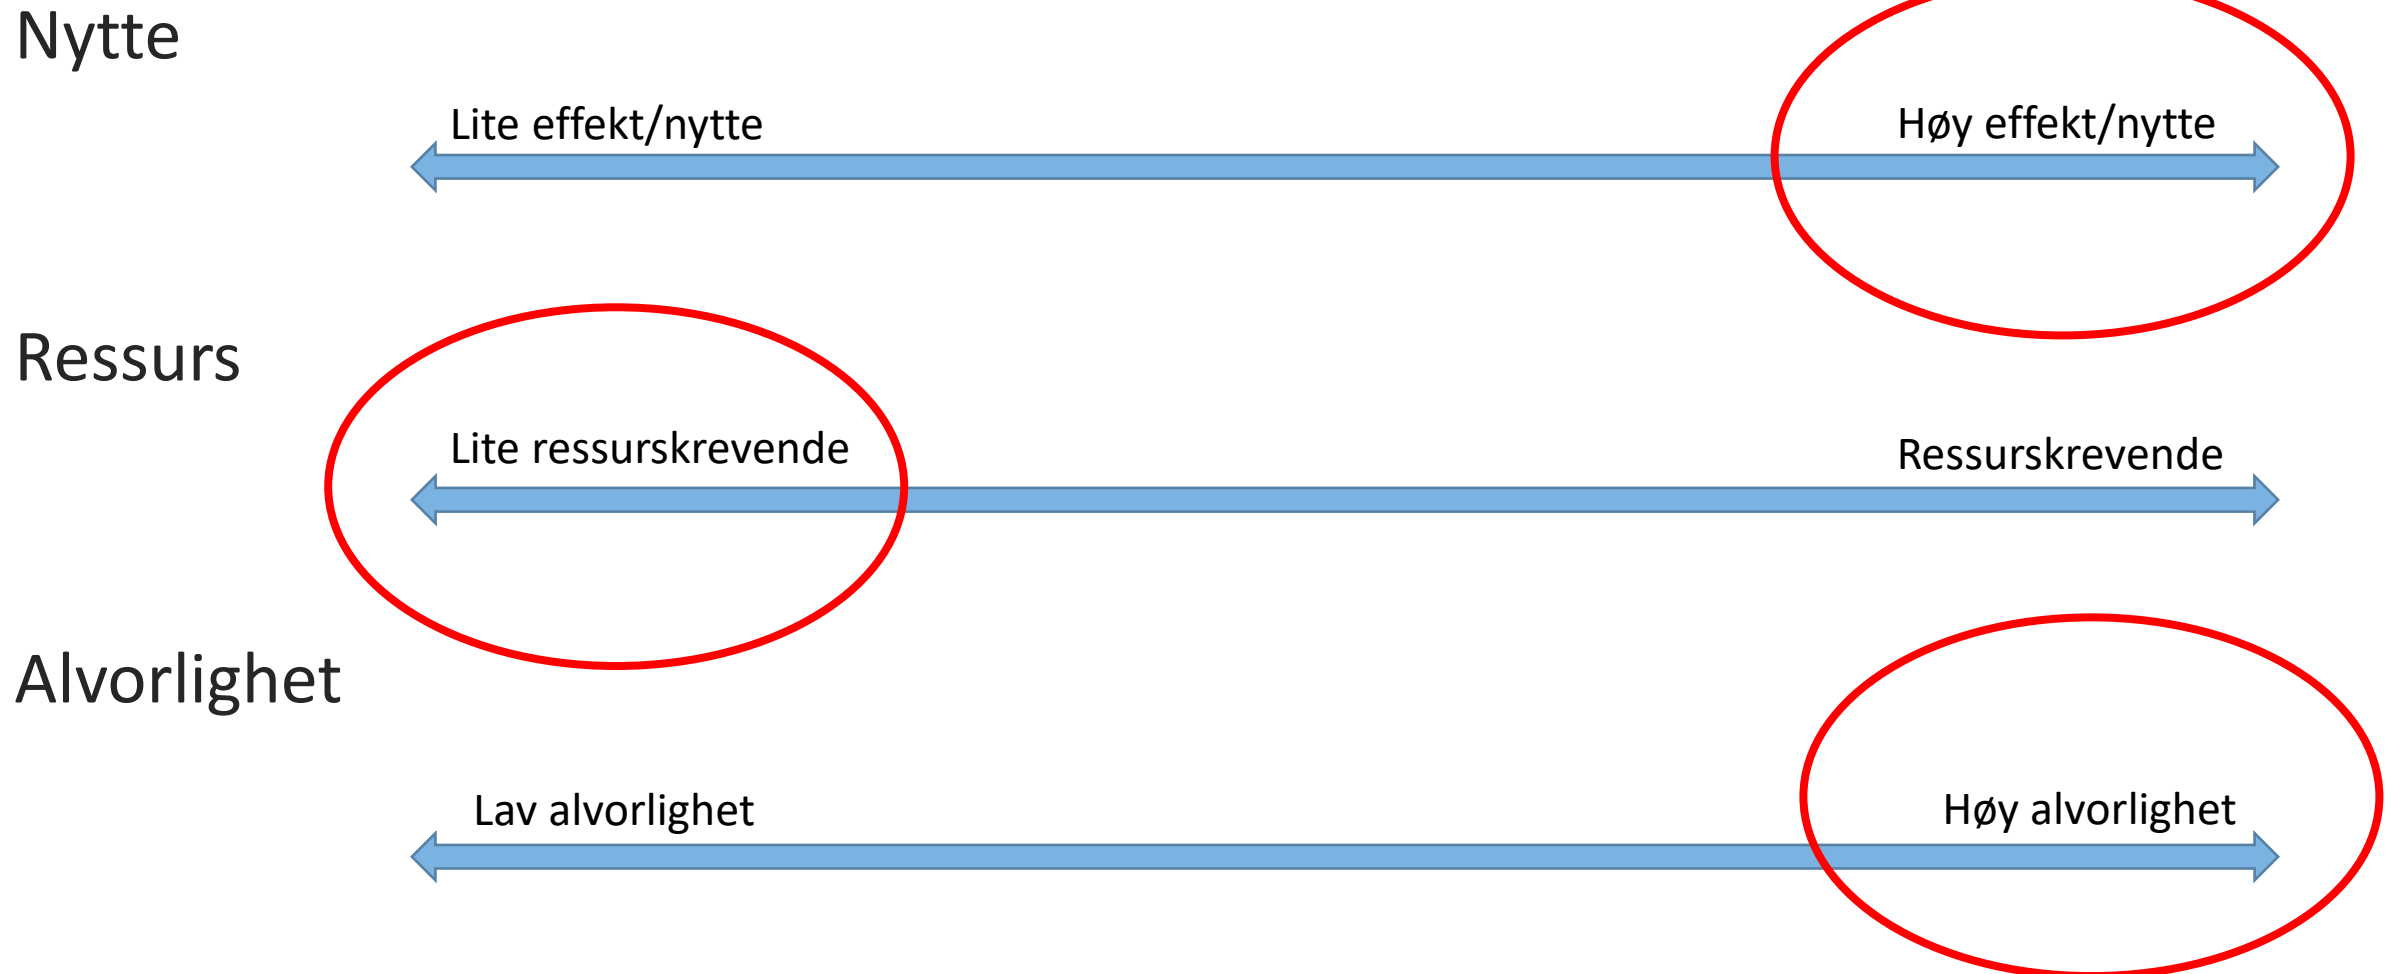 Nytte
Lite effekt/nytte
Høy effekt/nytte
Ressurs
Lite ressurskrevende
Ressurskrevende
Alvorlighet
Lav alvorlighet
Høy alvorlighet